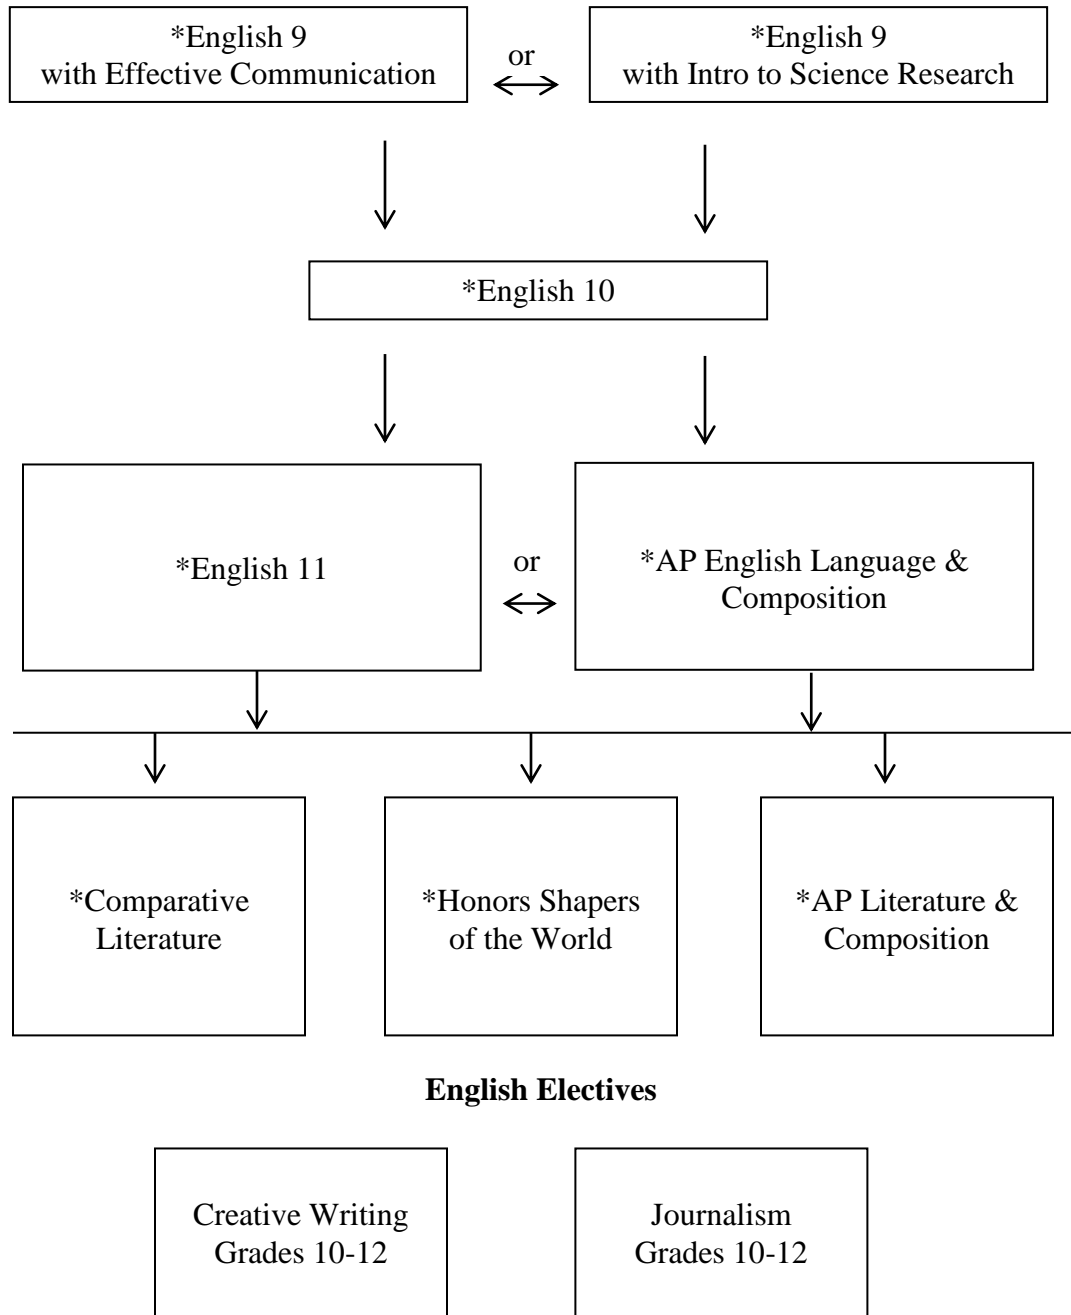 *English 9
with Effective Communication
or
*English 9
with Intro to Science Research
*English 10
*English 11
or
*AP English Language &
Composition
*Comparative
Literature
*Honors Shapers
of the World
*AP Literature &
Composition
English Electives
Creative Writing
Grades 10-12
Journalism
Grades 10-12